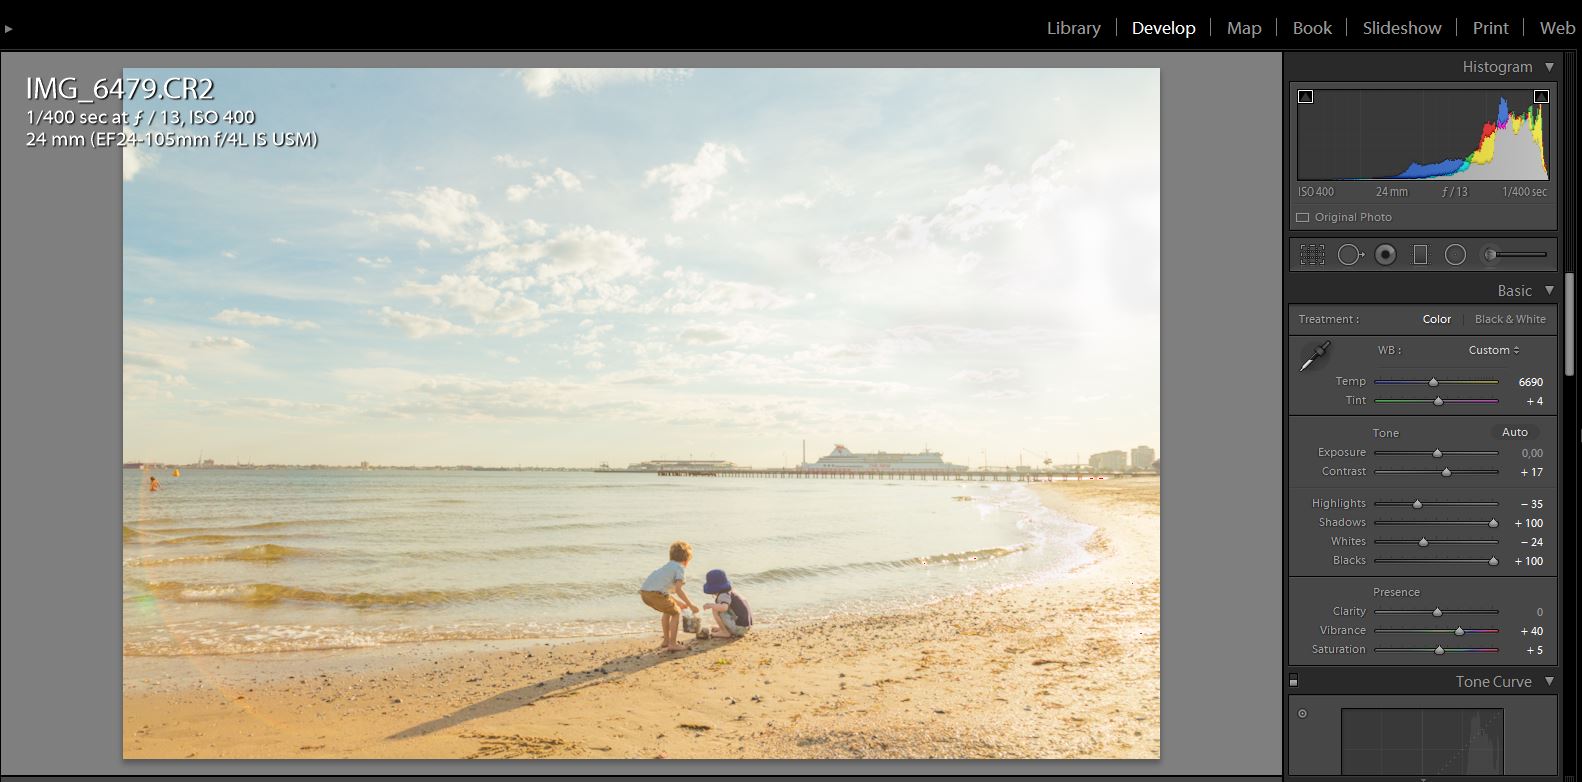 Library | Develop | Map | Book | Slideshow | Print | Web
IMG_6479.CR2
1/400 sec at ƒ / 13, ISO 400
24 mm (EF24-105mm f/4L IS USM)
Histogram
ISO 400 24 mm ƒ / 13 1/400 sec
Original Photo
Basic
Treatment : Color | Black & White
WB : Custom
Temp 6690
Tint + 4
Tone Auto
Exposure 0,00
Contrast + 17
Highlights − 35
Shadows + 100
Whites − 24
Blacks + 100
Presence
Clarity 0
Vibrance + 40
Saturation + 5
Tone Curve